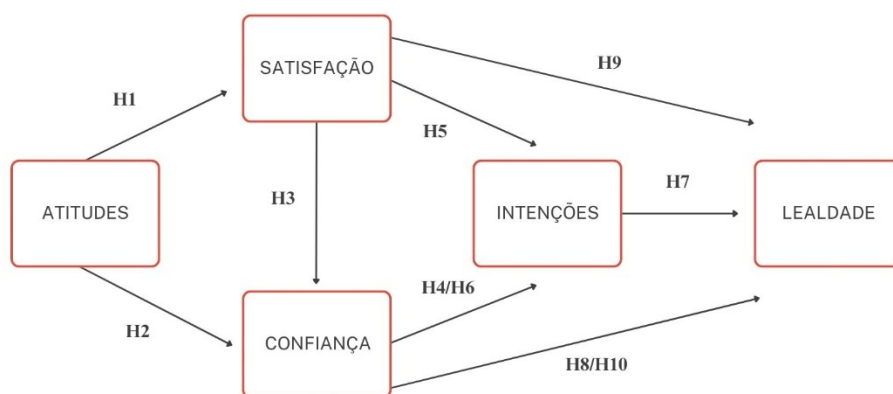 SATISFAÇÃO
H9
H1
H5
H7
ATITUDES
H3
INTENÇÕES
LEALDADE
H4/H6
H2
CONFIANÇA
H8/H10